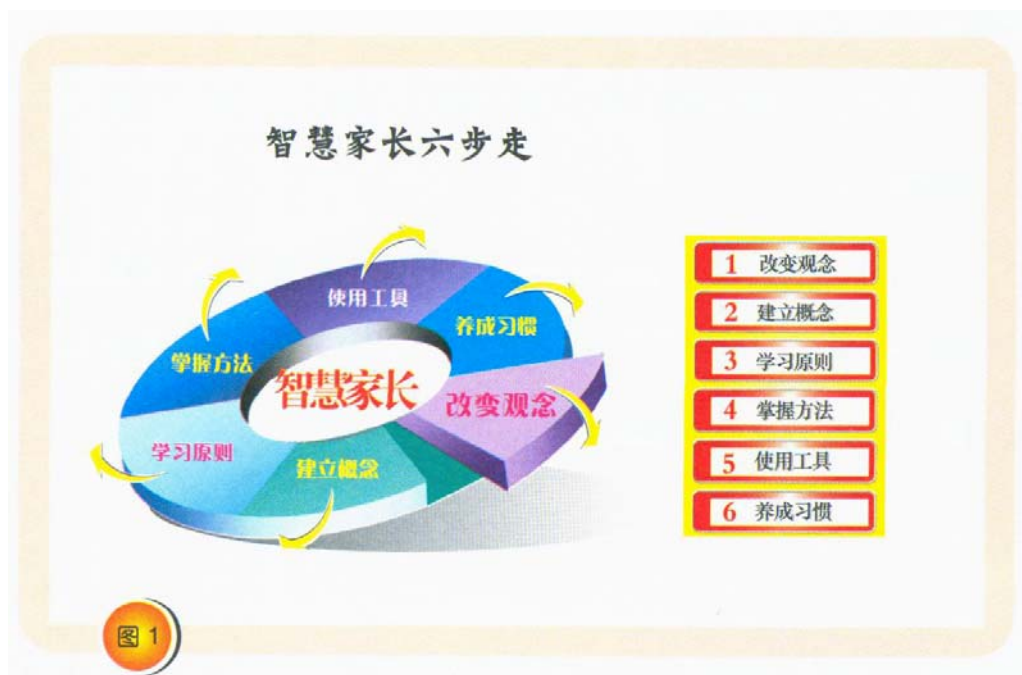 智慧家长六步走
使用工具
养成习惯
掌握方法
智慧家长
改变观念
学习原则
建立概念
1 改变观念
2 建立概念
3 学习原则
4 掌握方法
5 使用工具
6 养成习惯
图 1